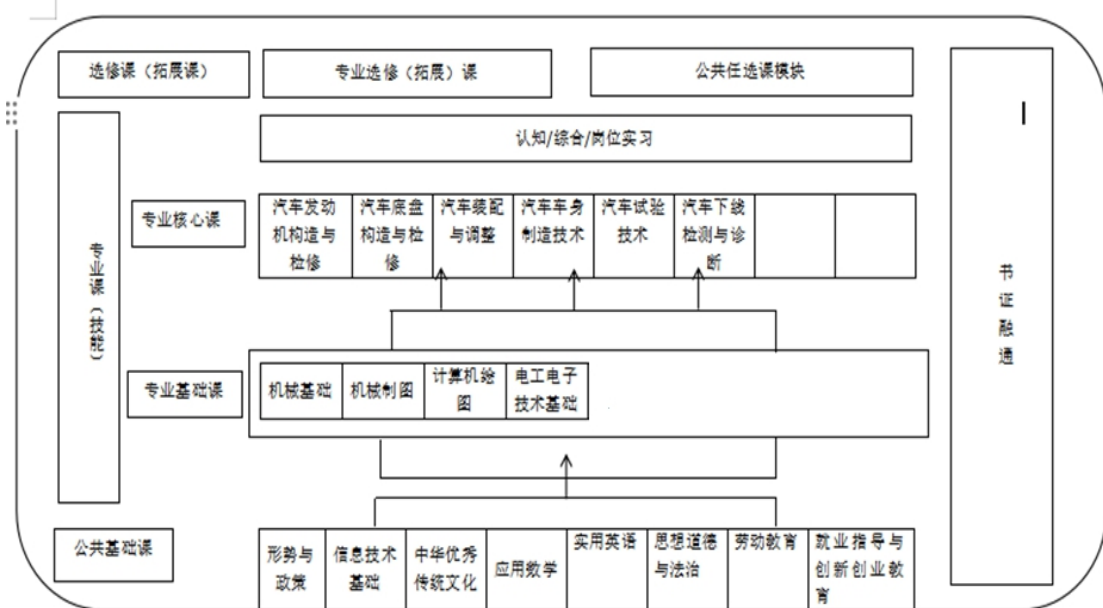 选修课（拓展课）
专业选修（拓展）课
公共任选课模块
认知/综合/岗位实习
专业课（技能）
专业核心课
汽车发动
机构造与
检修
汽车底盘
构造与检
修
汽车装配
与调整
汽车车身
制造技术
汽车试验
技术
汽车下线
检测与诊
断
书证融通
专业基础课
机械基础
机械制图
计算机绘
图
电工电子
技术基础
公共基础课
形势与
政策
信息技术
基础
中华优秀
传统文化
应用数学
实用英语
思想道德
与法治
劳动教育
就业指导与
创新创业教
育